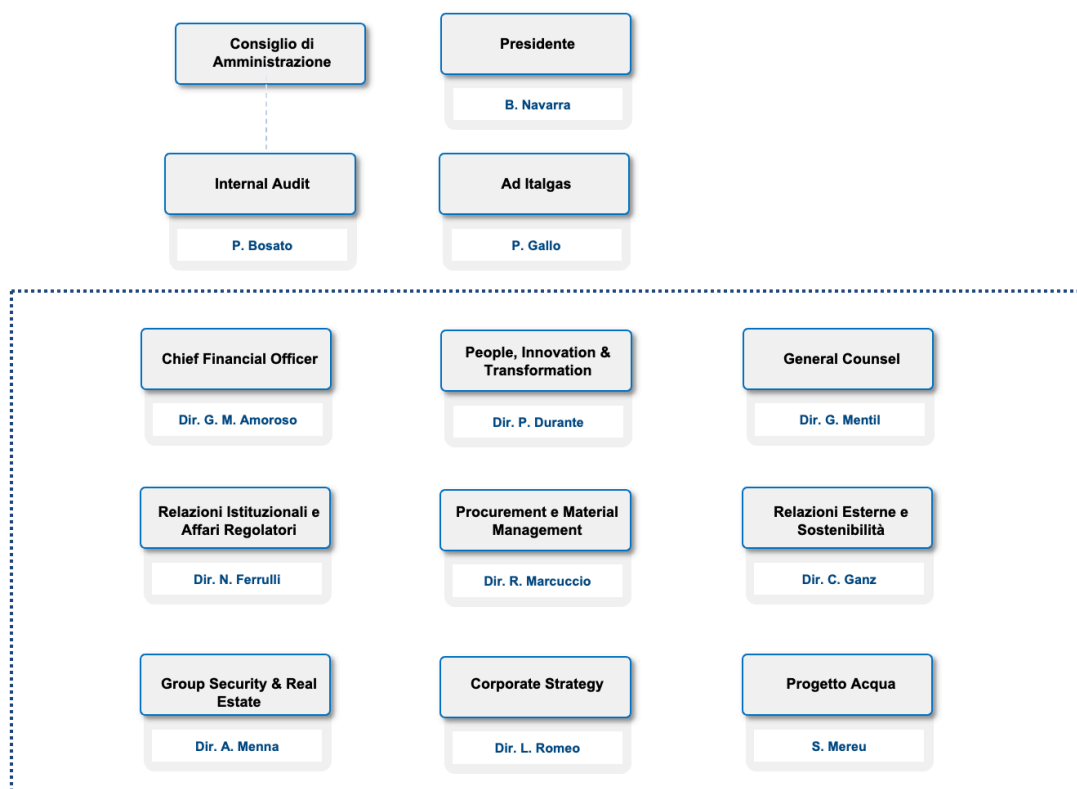 Consiglio di
Amministrazione
Presidente
B. Navarra
Internal Audit
P. Bosato
Ad Italgas
P. Gallo
Chief Financial Officer
Dir. G. M. Amoroso
People, Innovation &
Transformation
Dir. P. Durante
General Counsel
Dir. G. Mentil
Relazioni Istituzionali e
Affari Regolatori
Dir. N. Ferrulli
Procurement e Material
Management
Dir. R. Marcuccio
Relazioni Esterne e
Sostenibilità
Dir. C. Ganz
Group Security & Real
Estate
Dir. A. Menna
Corporate Strategy
Dir. L. Romeo
Progetto Acqua
S. Mereu